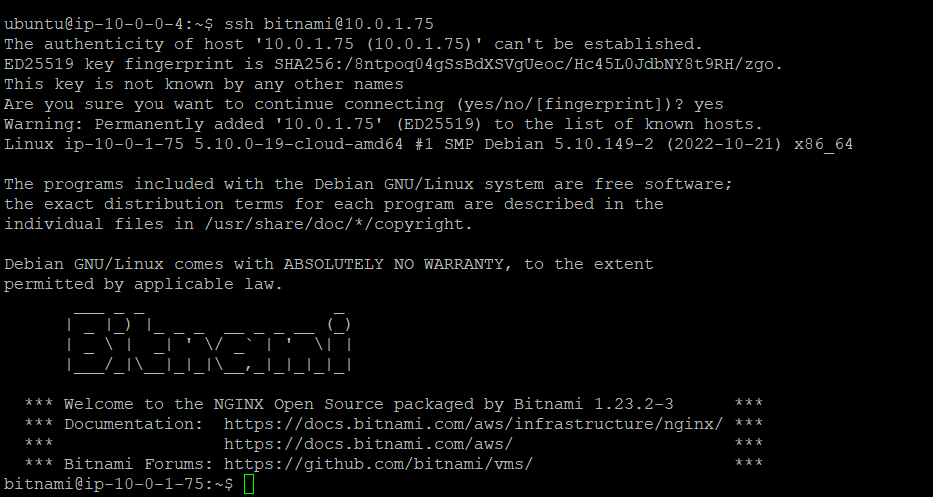 ubuntu@ip-10-0-0-4:~$ ssh bitnami@10.0.1.75
The authenticity of host '10.0.1.75 (10.0.1.75)' can't be established.
ED25519 key fingerprint is SHA256:/8ntpoq04gSsBdXSVgUeoc/Hc45L0JdbNY8t9RH/zgo.
This key is not known by any other names
Are you sure you want to continue connecting (yes/no/[fingerprint])? yes
Warning: Permanently added '10.0.1.75' (ED25519) to the list of known hosts.
Linux ip-10-0-1-75 5.10.0-19-cloud-amd64 #1 SMP Debian 5.10.149-2 (2022-10-21) x86_64
The programs included with the Debian GNU/Linux system are free software;
the exact distribution terms for each program are described in the
individual files in /usr/share/doc/*/copyright.
Debian GNU/Linux comes with ABSOLUTELY NO WARRANTY, to the extent
permitted by applicable law.
Bitnami
*** Welcome to the NGINX Open Source packaged by Bitnami 1.23.2-3 ***
*** Documentation: https://docs.bitnami.com/aws/infrastructure/nginx/ ***
*** https://docs.bitnami.com/aws/ ***
*** Bitnami Forums: https://github.com/bitnami/vms/ ***
bitnami@ip-10-0-1-75:~$